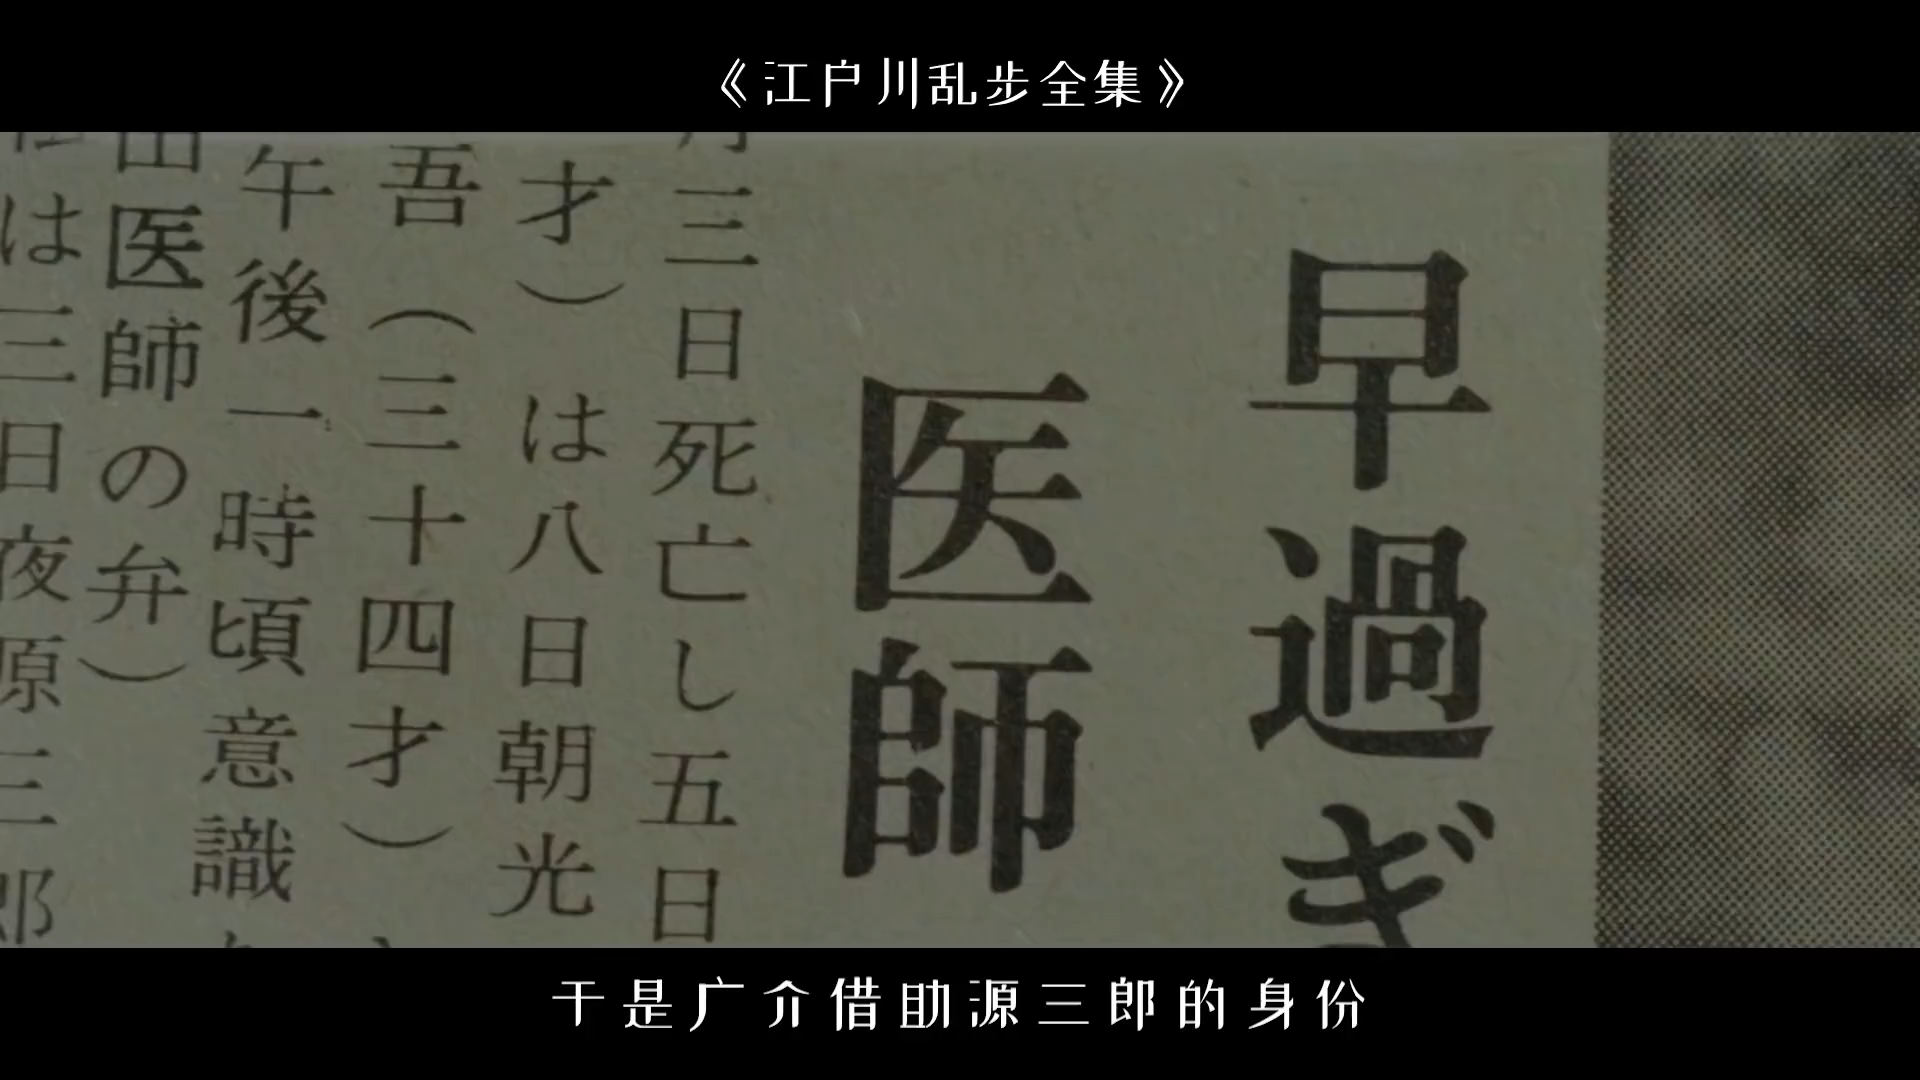 《江户川乱步全集》
早過ぎ
医師
三日死亡し五日
才）は八日朝光
吾（三十四才）
午後一時頃意識
医師の弁）
は三日夜原三郎
于是广介借助源三郎的身份